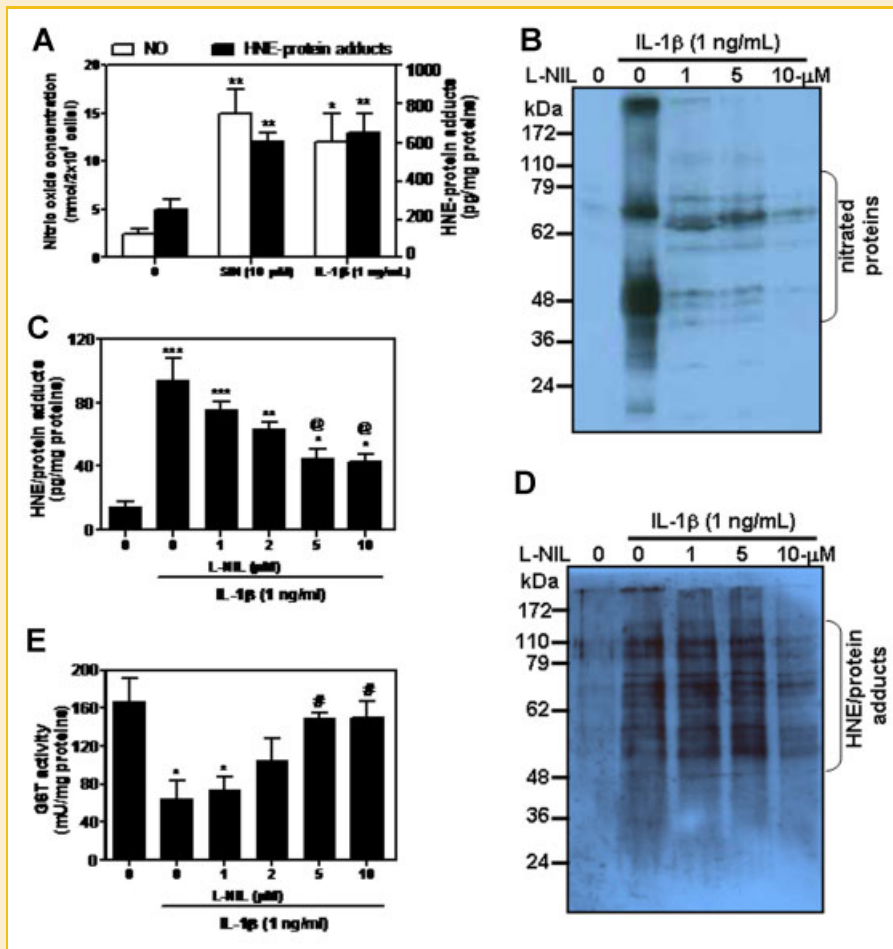 A
NO HNE-protein adducts
Nitric oxide concentration
(nmol/2x10⁴ cells)
20
15
10
5
0
** ** * **
1000
800
600
400
200
0
HNE-protein adducts
(pg/mg proteins)
0 SIN (10 µM) IL-1β (1 ng/mL)
B
IL-1β (1 ng/mL)
L-NIL 0 0 1 5 10-µM
kDa
172
110
79
62
48
36
24
nitrated
proteins
C
HNE/protein adducts
(pg/mg proteins)
120
80
40
0
*** *** ** @ * @ *
0 0 1 2 5 10
L-NIL (µM)
IL-1β (1 ng/ml)
D
IL-1β (1 ng/mL)
L-NIL 0 0 1 5 10-µM
kDa
172
110
79
62
48
36
24
HNE/protein
adducts
E
GST activity
(mU/mg proteins)
200
160
120
80
40
0
* * # #
0 0 1 2 5 10
L-NIL (µM)
IL-1β (1 ng/ml)